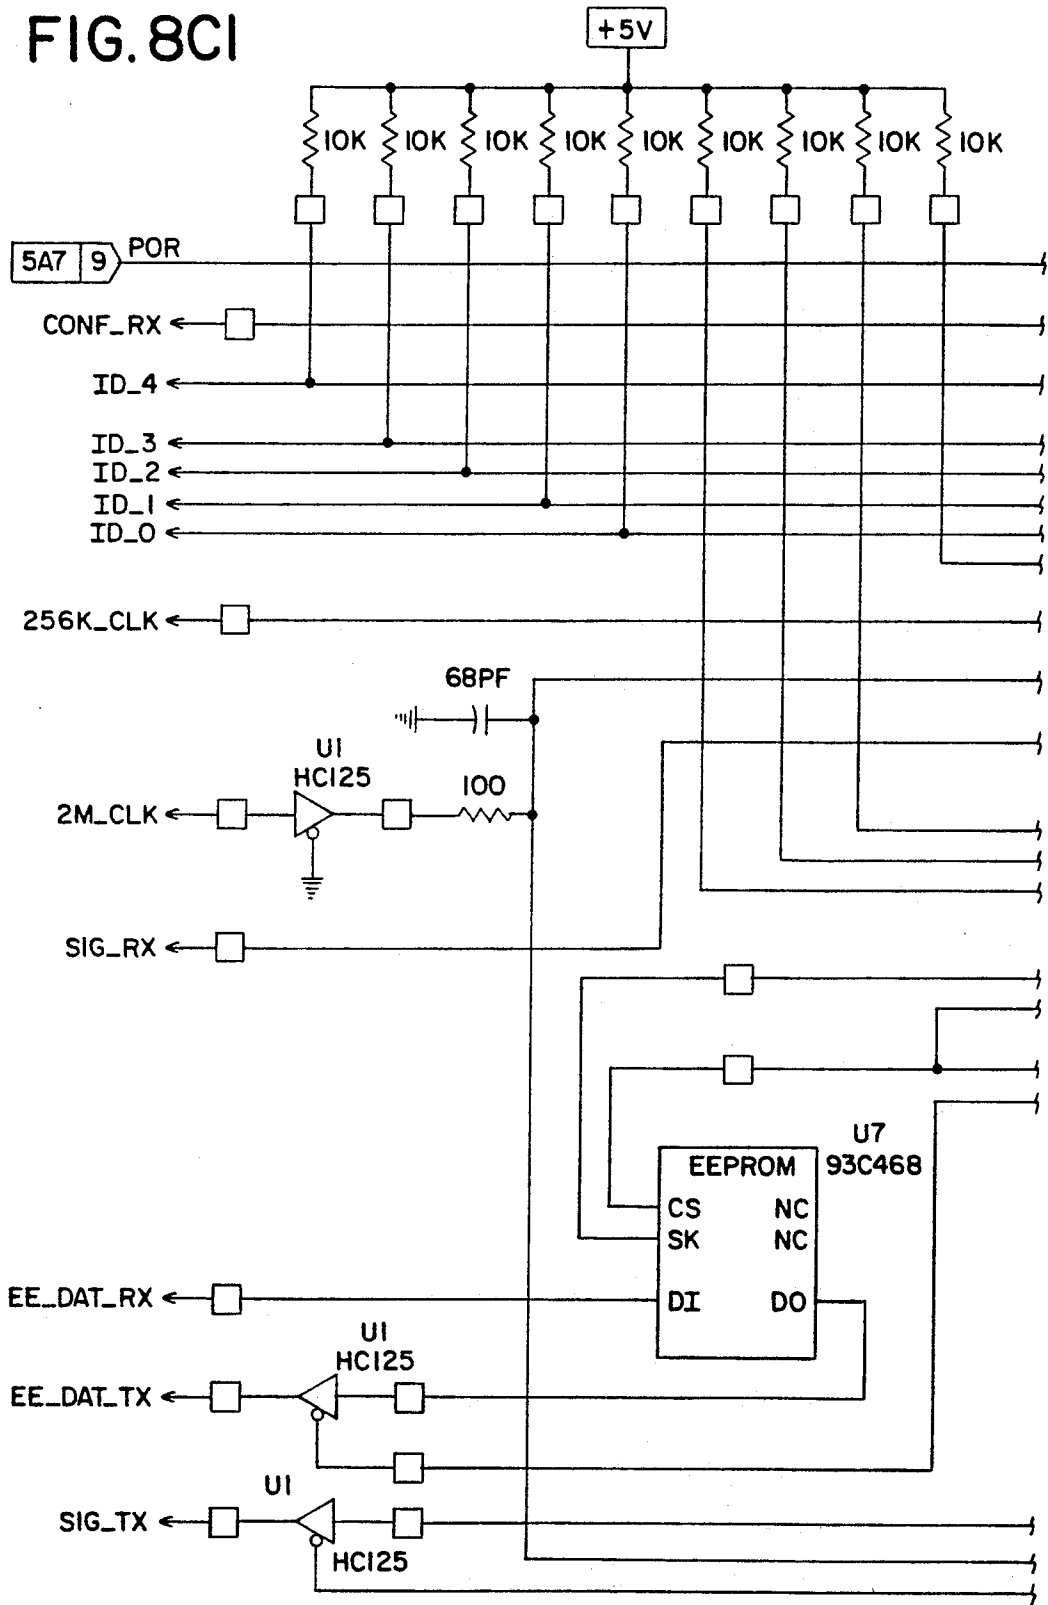 FIG. 8C1
+5V
10K 10K 10K 10K 10K 10K 10K 10K 10K
5A7 9 POR
CONF_RX
ID_4
ID_3
ID_2
ID_1
ID_0
256K_CLK
68PF
U1
HC125
100
2M_CLK
SIG_RX
U7
EEPROM 93C468
CS NC
SK NC
EE_DAT_RX
DI DO
U1
HC125
EE_DAT_TX
U1
SIG_TX
HC125